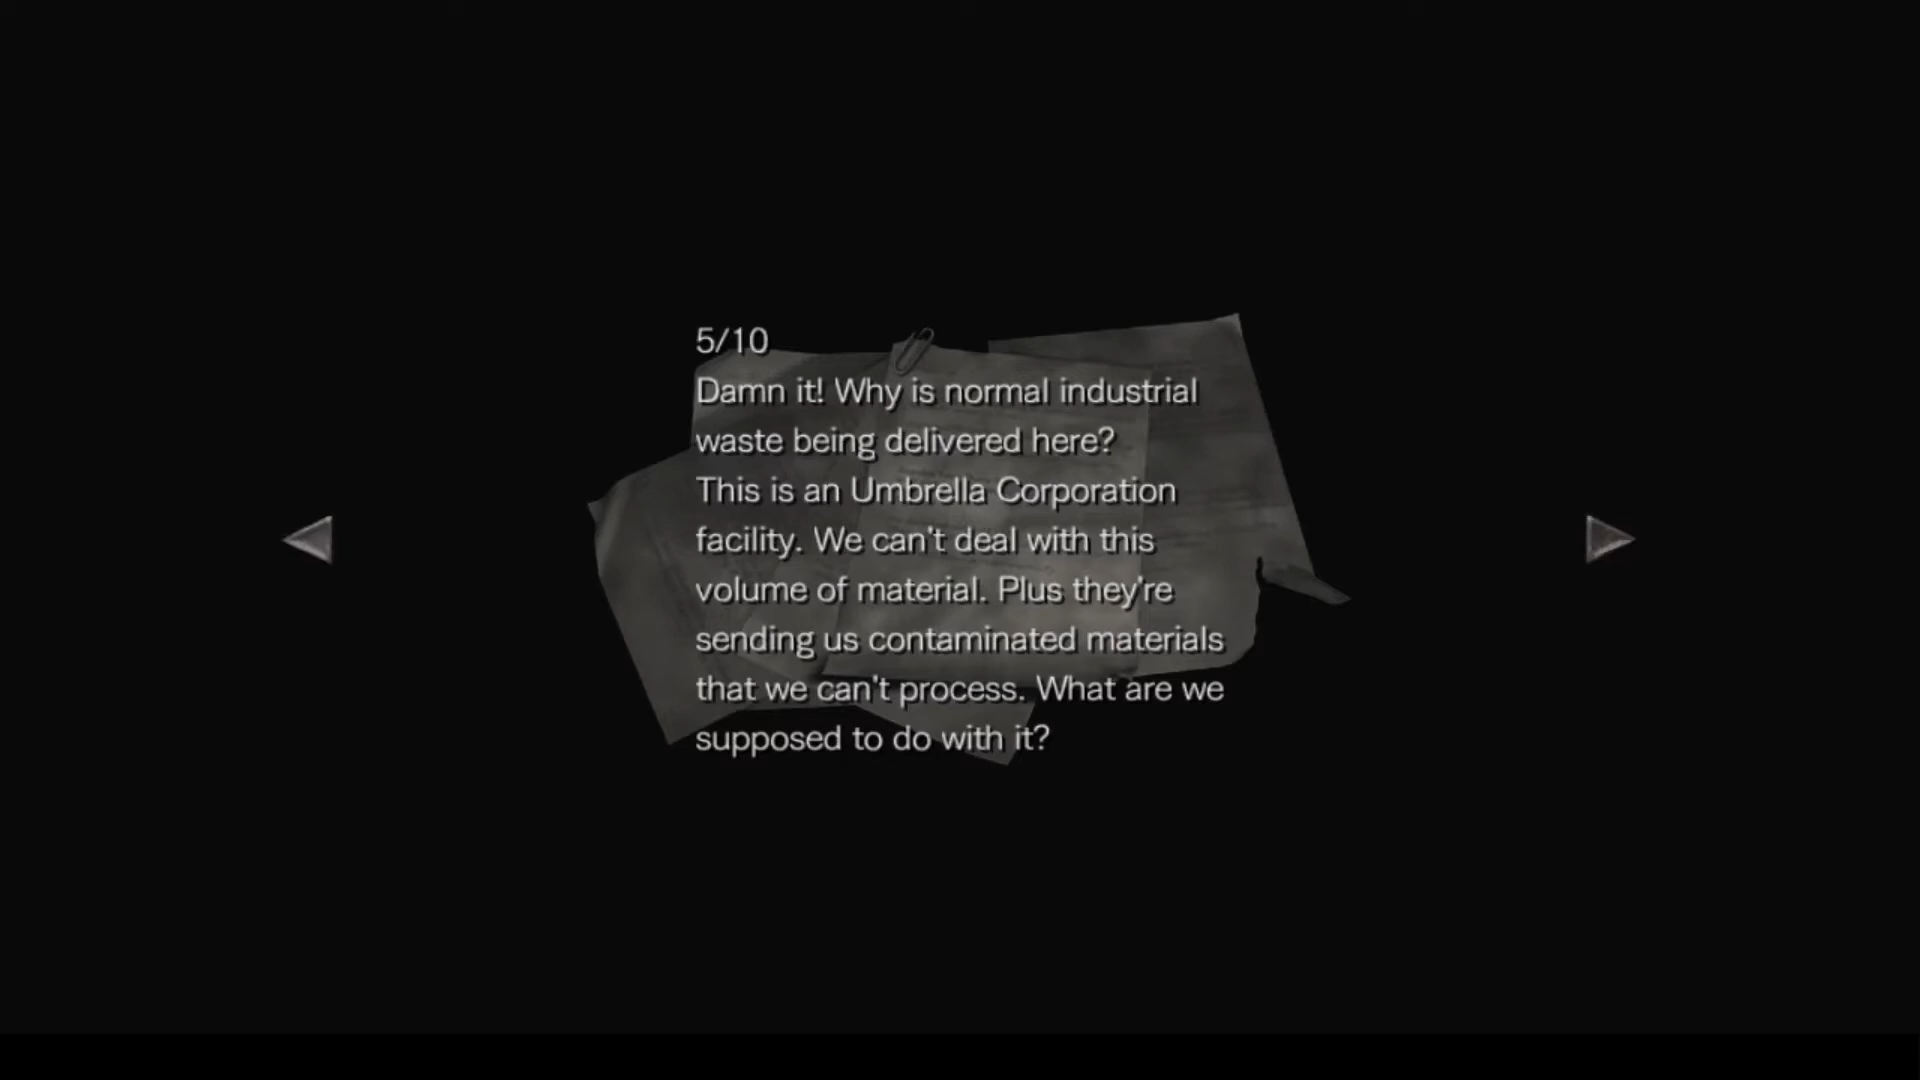 5/10
Damn it! Why is normal industrial
waste being delivered here?
This is an Umbrella Corporation
facility. We can't deal with this
volume of material. Plus they're
sending us contaminated materials
that we can't process. What are we
supposed to do with it?